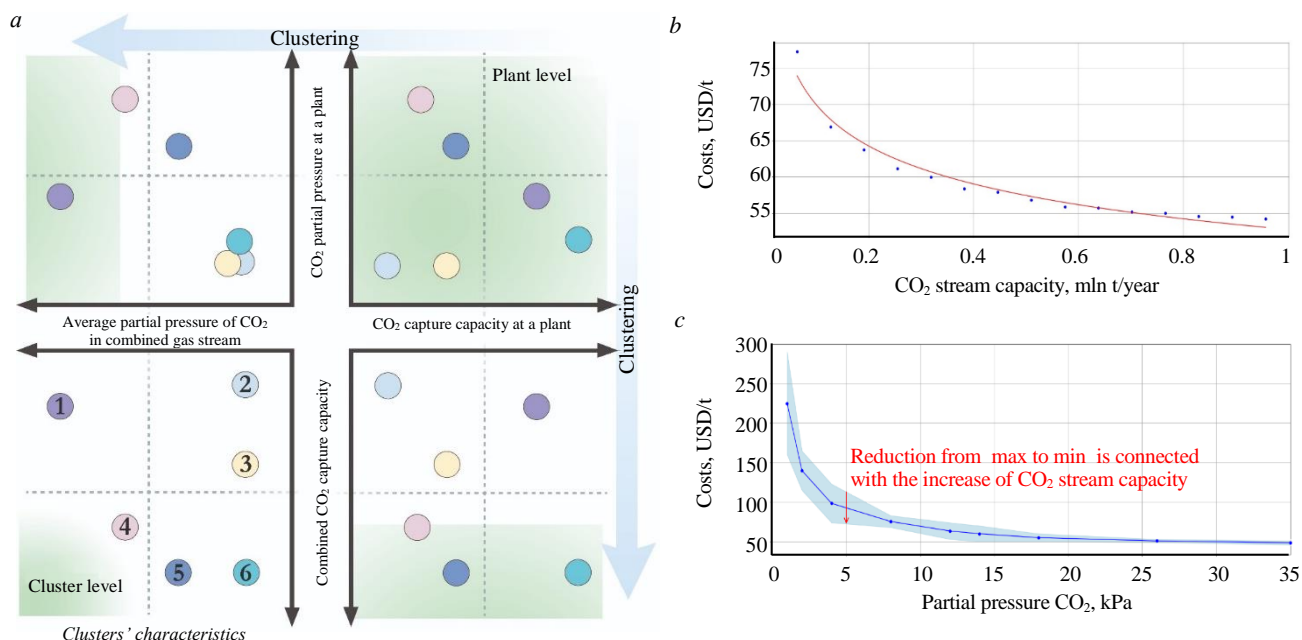 a
Clustering
Plant level
CO₂ partial pressure at a plant
Average partial pressure of CO₂
in combined gas stream
CO₂ capture capacity at a plant
Clustering
1
2
3
4
5
6
Combined CO₂ capture capacity
Cluster level
Clusters’ characteristics
b
Costs, USD/t
75
70
65
60
55
0.2
0.4
0.6
0.8
1
CO₂ stream capacity, mln t/year
c
Costs, USD/t
300
250
200
150
100
50
Reduction from max to min is connected
with the increase of CO₂ stream capacity
0
5
10
15
20
25
30
35
Partial pressure CO₂, kPa